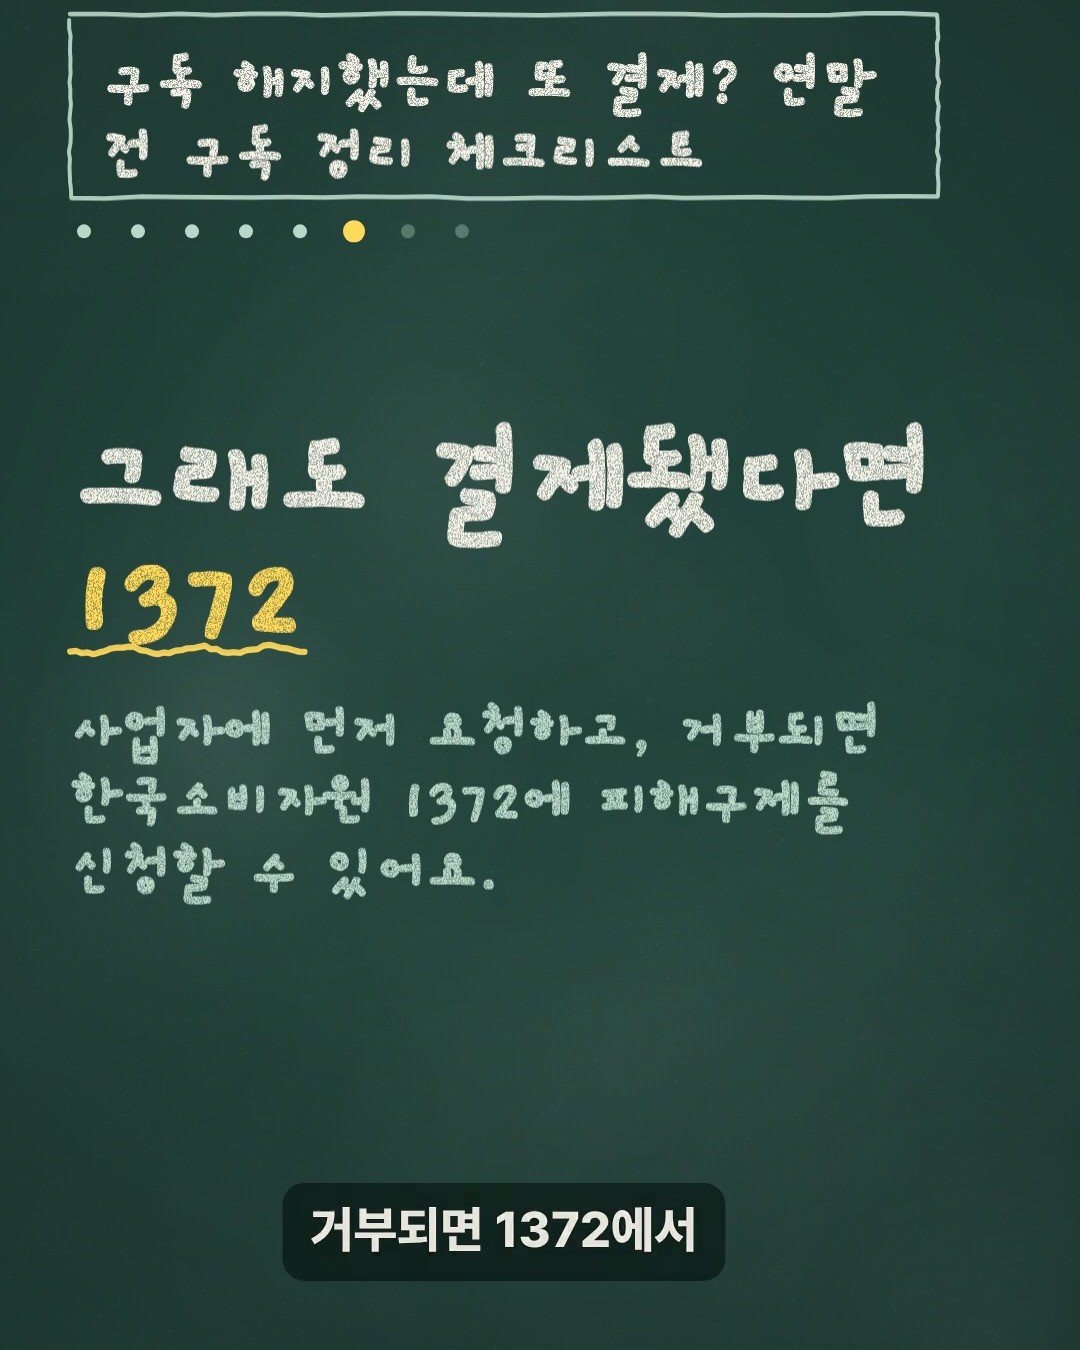 구독 해지했는데 또 결제? 연말
전 구독 정리 체크리스트
그래도 결제됐다면
1372
사업자에 먼저 요청하고, 거부되면
한국소비자원 1372에 피해구제를
신청할 수 있어요.
거부되면 1372에서